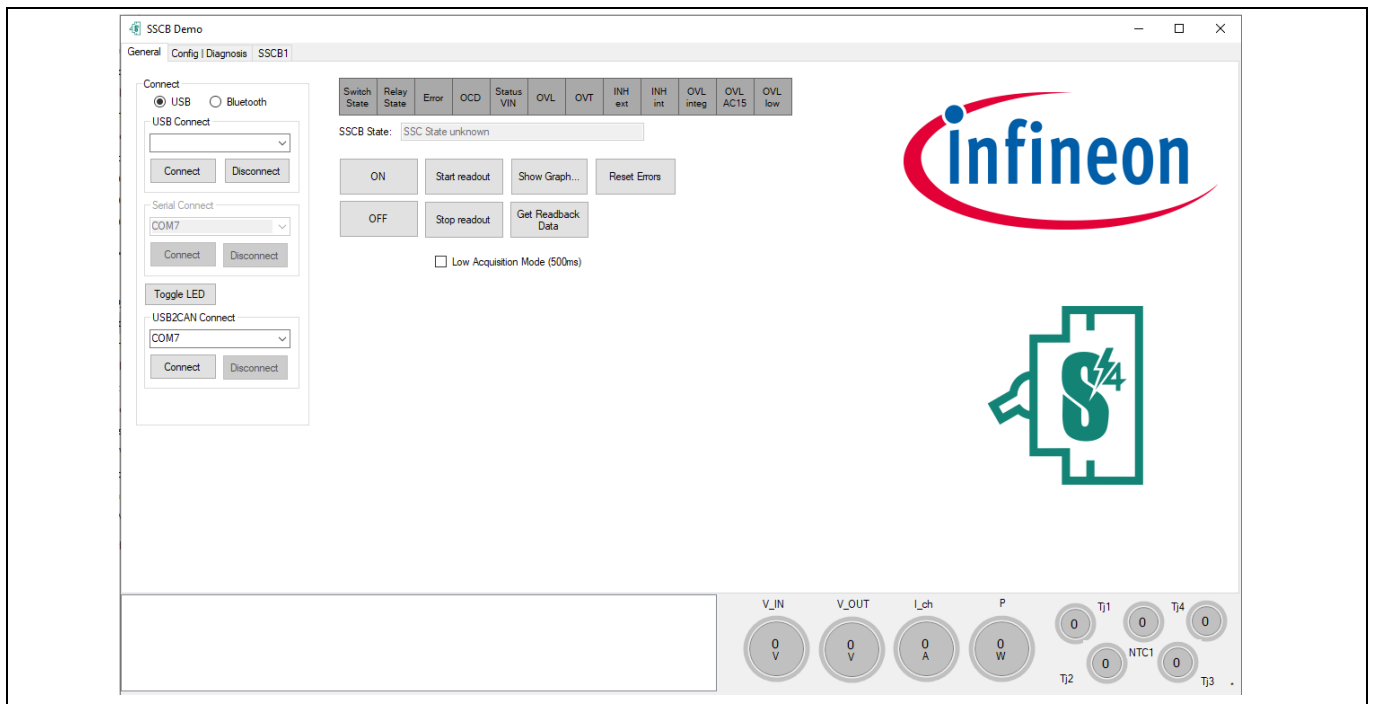 SSCB Demo
General Config | Diagnosis SSCB1
Connect
USB Bluetooth
USB Connect
Connect Disconnect
Serial Connect
COM7
Connect Disconnect
Toggle LED
USB2CAN Connect
COM7
Connect Disconnect
Switch State
Relay State
Error
OCD
Status VIN
OVL
OVT
INH ext
INH int
OVL integ
OVL AC15
OVL low
SSCB State: SSC State unknown
ON Start readout Show Graph... Reset Errors
OFF Stop readout Get Readback Data
Low Acquisition Mode (500ms)
infineon
S4
V_IN V_OUT I_ch P
0 V
0 V
0 A
0 W
Tj1 Tj4
0 0 0
NTC1
0 0
Tj2 Tj3